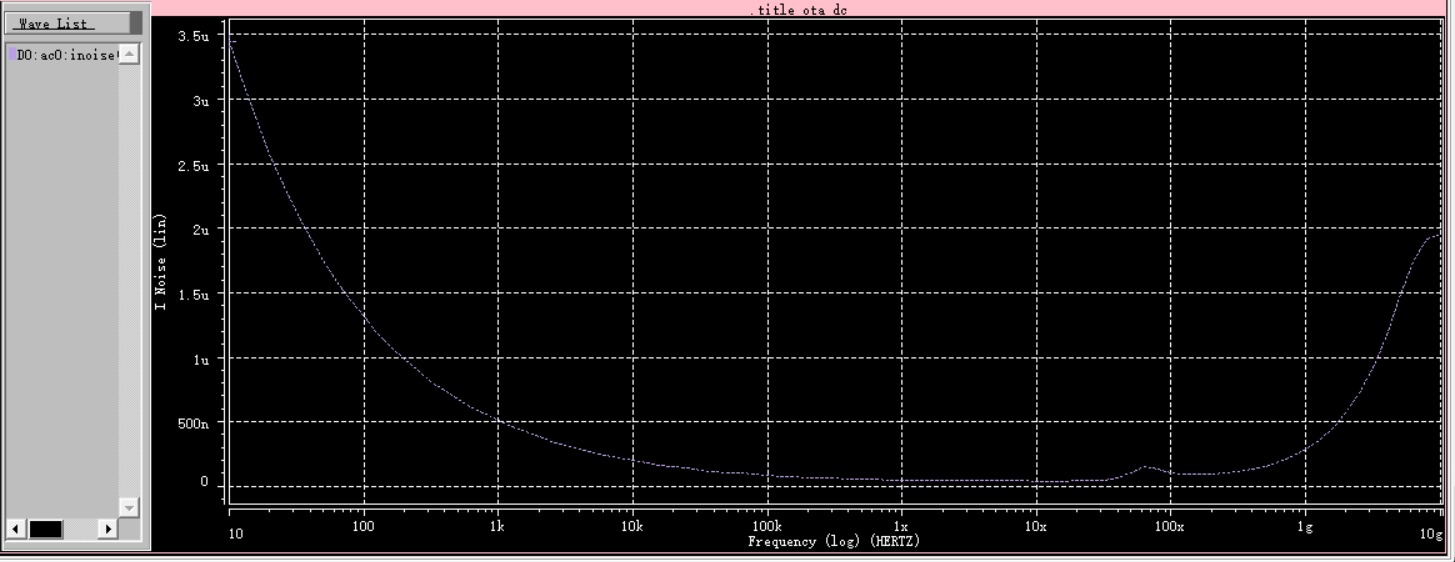 .title ota dc
Wave List
D0:ac0:inoise
3.5u
3u
2.5u
2u
1.5u
1u
500n
0
I Noise (lin)
10
100
1k
10k
100k
1x
10x
100x
1g
10g
Frequency (log) (HERTZ)